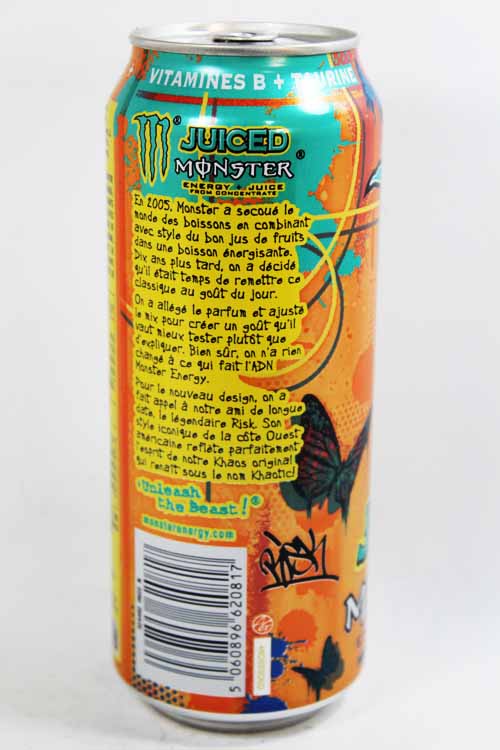 VITAMINES B + TAURINE
JUICED
MONSTER
ENERGY + JUICE
FROM CONCENTRATE
En 2005, Monster a secoué le
monde des boissons en combinant
avec style du bon jus de fruits
dans une boisson énergisante.
Dix ans plus tard, on a décidé
qu'il était temps de remettre ce
classique au goût du jour.
On a allégé le parfum et ajusté
le mix pour créer un goût qu'il
vaut mieux tester plutôt que
d'expliquer. Bien sûr, on n'a rien
changé à ce qui fait l'ADN
Monster Energy.
Pour le nouveau design, on a
fait appel à notre ami de longue
date, le légendaire Risk. Son
style iconique de la côte Ouest
américaine reflète parfaitement
l'esprit de notre Khaos original
qui renaît sous le nom Khaotic!
Unleash
the Beast!®
monsterenergy.com
RISK
5 060896 620817